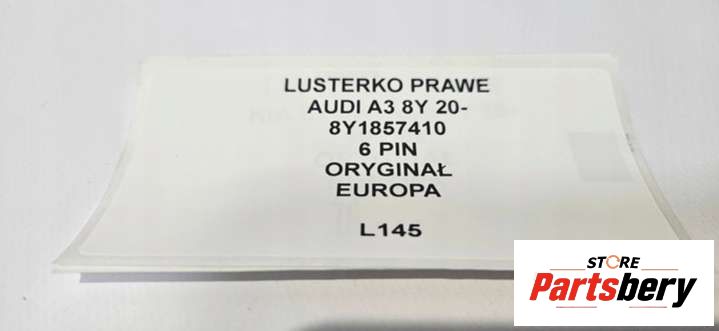 LUSTERKO PRAWE
AUDI A3 8Y 20-
8Y1857410
6 PIN
ORYGINAŁ
EUROPA
L145
STORE
Partsbery